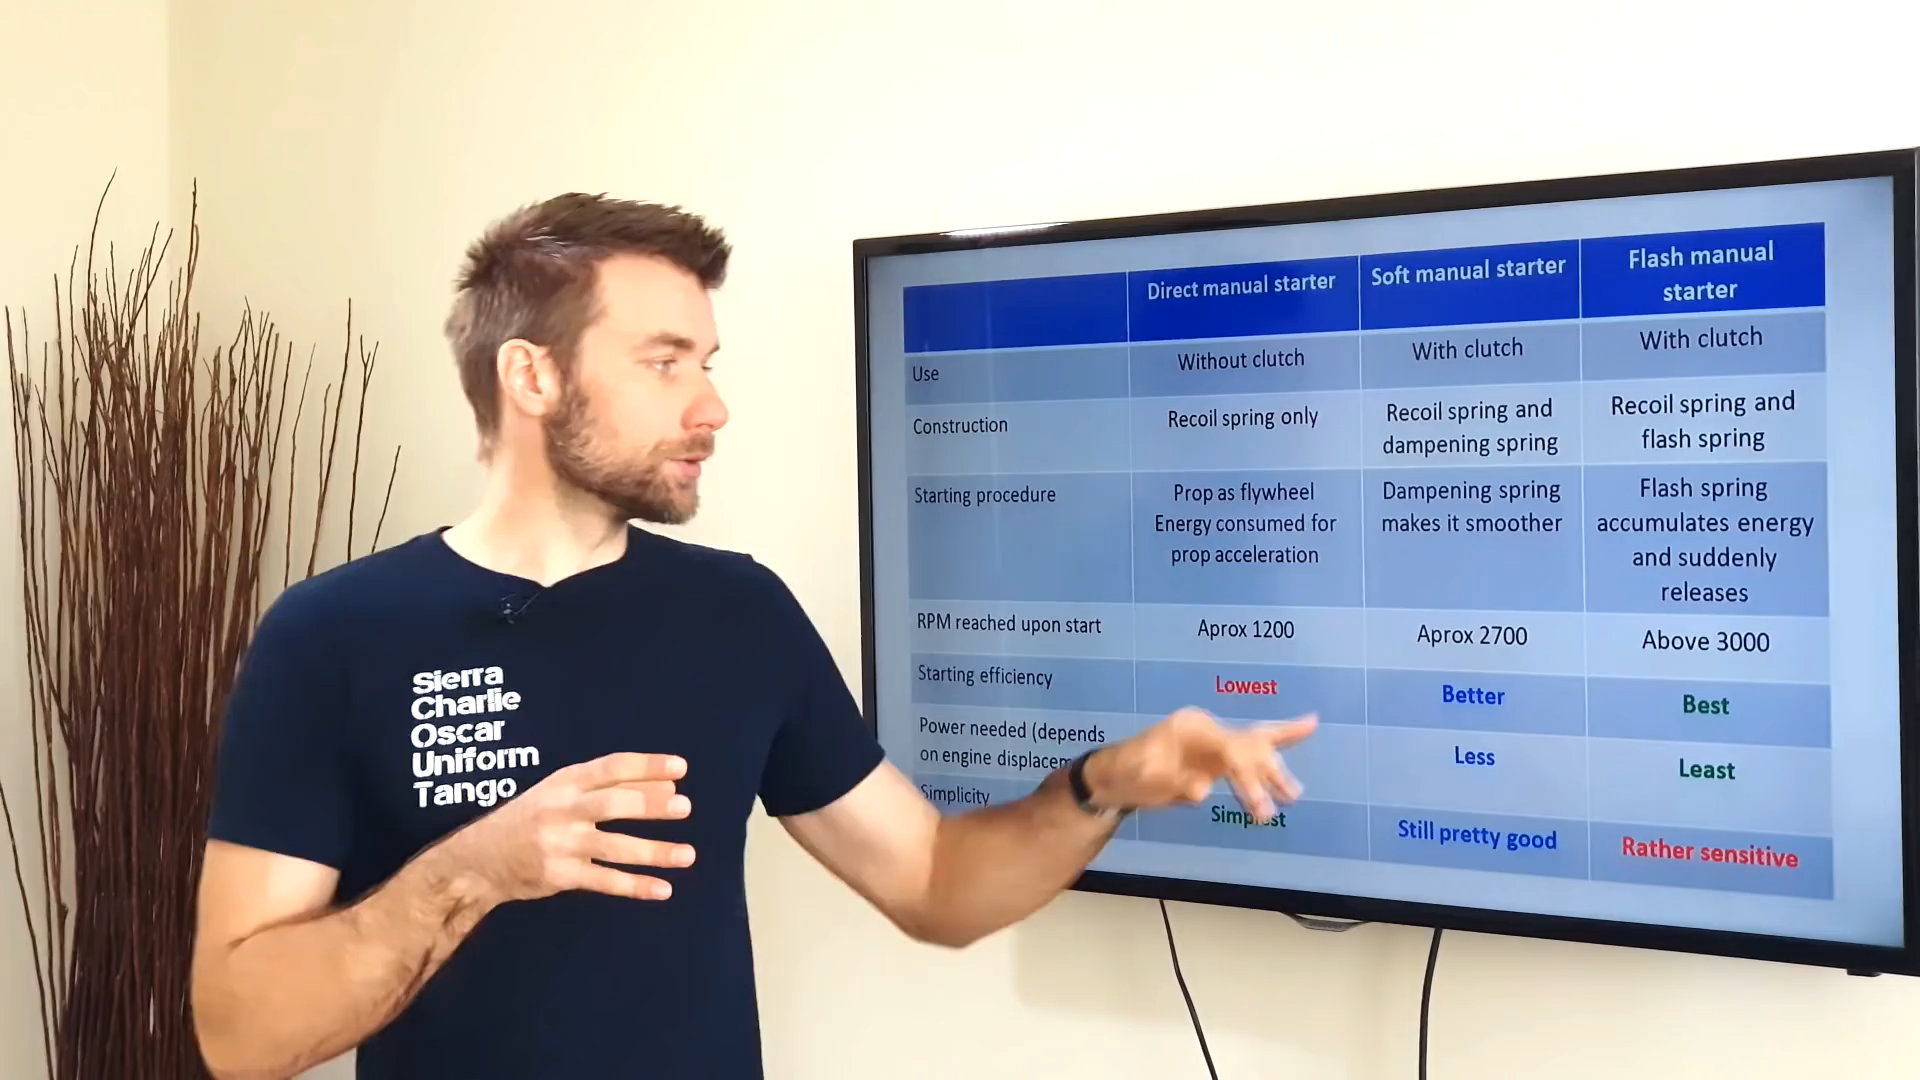 Sierra
Charlie
Oscar
Uniform
Tango
Direct manual starter
Soft manual starter
Flash manual
starter
Use
Without clutch
With clutch
With clutch
Construction
Recoil spring only
Recoil spring and
dampening spring
Recoil spring and
flash spring
Starting procedure
Prop as flywheel
Energy consumed for
prop acceleration
Dampening spring
makes it smoother
Flash spring
accumulates energy
and suddenly
releases
RPM reached upon start
Aprox 1200
Aprox 2700
Above 3000
Starting efficiency
Lowest
Better
Best
Power needed (depends
on engine
Less
Least
Simplicity
Simplest
Still pretty good
Rather sensitive